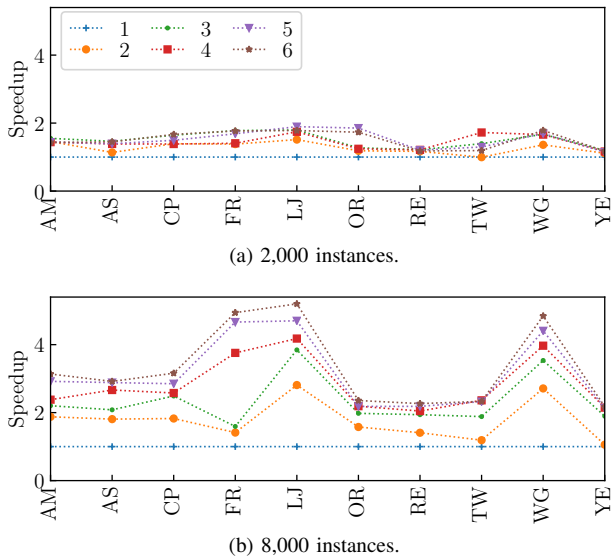 Speedup
4
2
0
1 3 5
2 4 6
AM AS CP FR LJ OR RE TW WG YE
(a) 2,000 instances.
Speedup
4
2
0
AM AS CP FR LJ OR RE TW WG YE
(b) 8,000 instances.